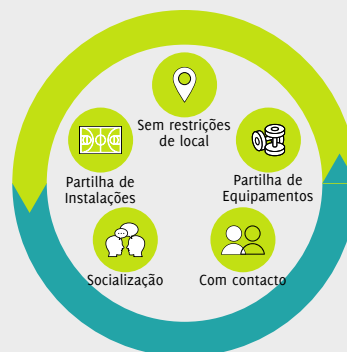 Sem restrições
de local
Partilha de
Instalações
Partilha de
Equipamentos
Socialização
Com contacto